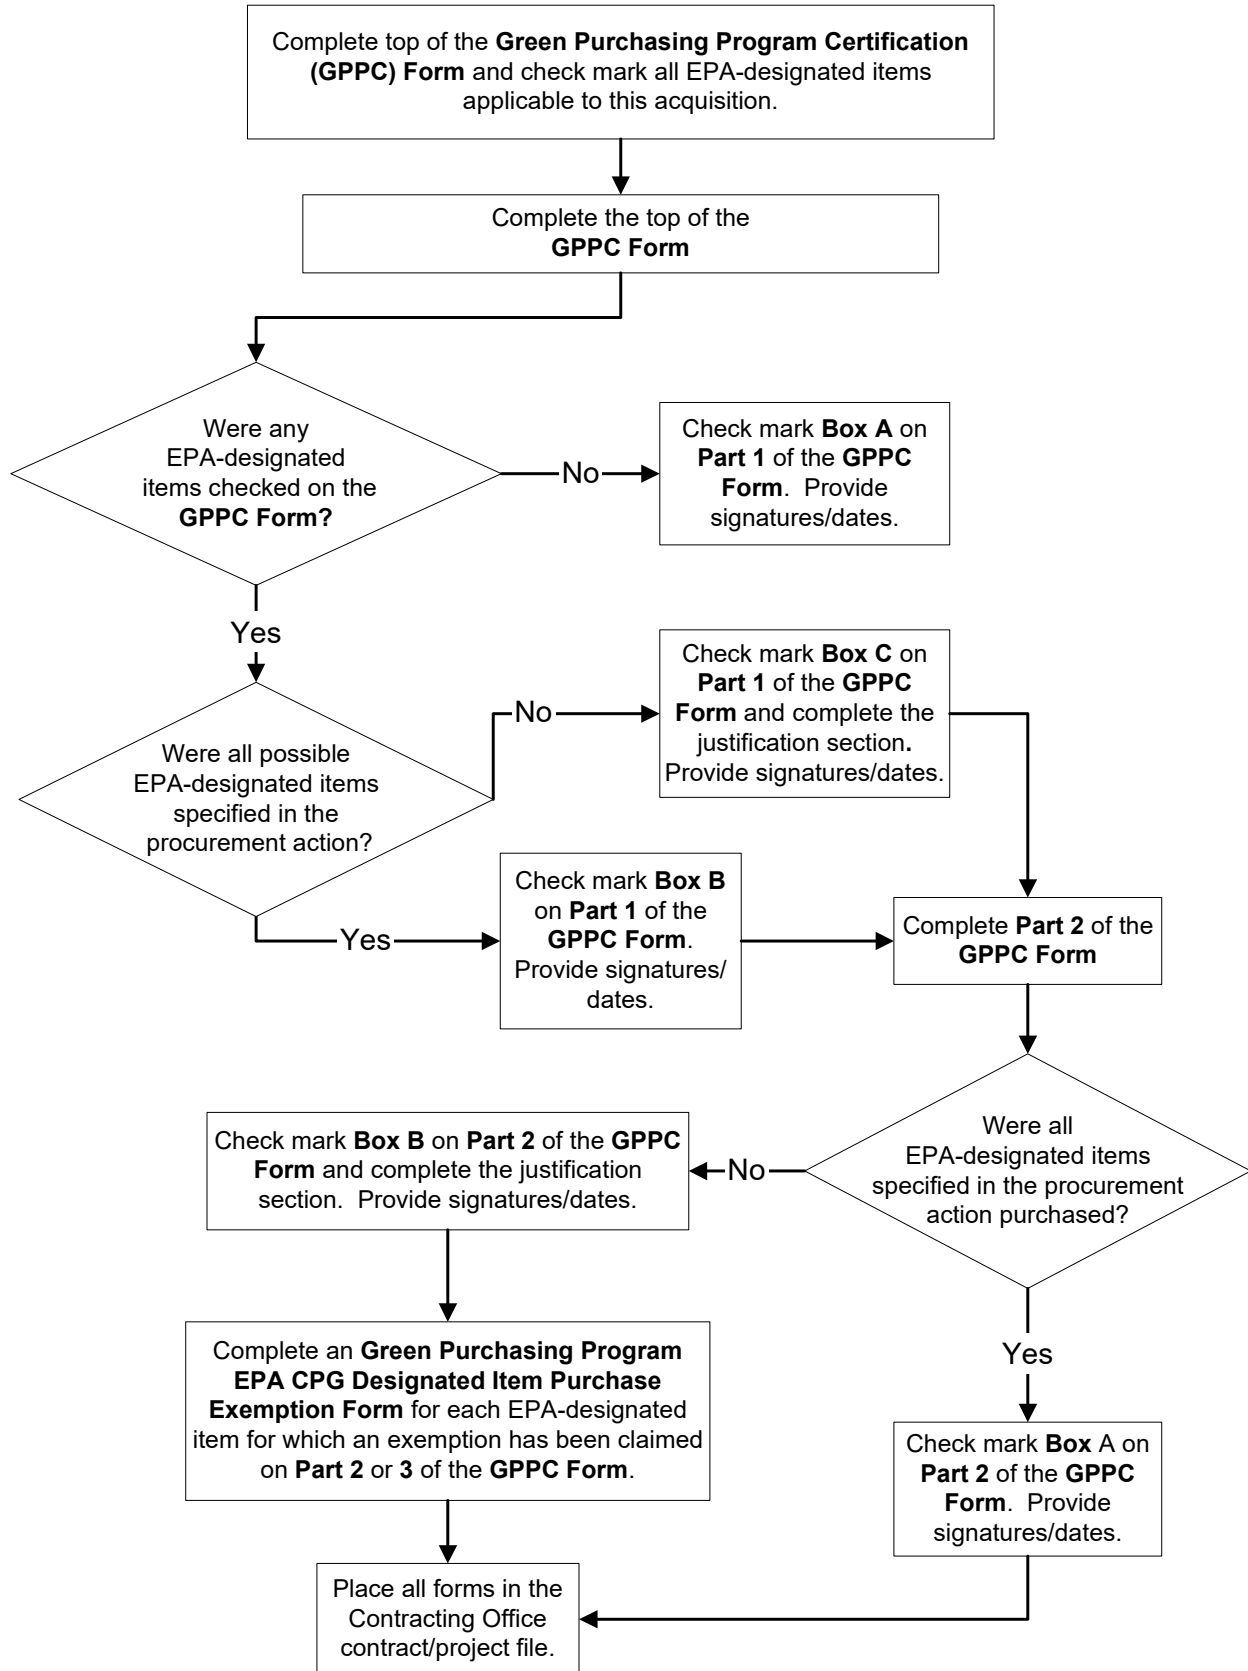 Complete top of the Green Purchasing Program Certification
(GPPC) Form and check mark all EPA-designated items
applicable to this acquisition.
Complete the top of the
GPPC Form
Were any
EPA-designated
items checked on the
GPPC Form?
No
Check mark Box A on
Part 1 of the GPPC
Form.  Provide
signatures/dates.
Yes
Were all possible
EPA-designated items
specified in the
procurement action?
No
Check mark Box C on
Part 1 of the GPPC
Form and complete the
justification section.
Provide signatures/dates.
Yes
Check mark Box B
on Part 1 of the
GPPC Form.
Provide signatures/
dates.
Complete Part 2 of the
GPPC Form
Were all
EPA-designated items
specified in the procurement
action purchased?
No
Check mark Box B on Part 2 of the GPPC
Form and complete the justification
section.  Provide signatures/dates.
Complete an Green Purchasing Program
EPA CPG Designated Item Purchase
Exemption Form for each EPA-designated
item for which an exemption has been claimed
on Part 2 or 3 of the GPPC Form.
Yes
Check mark Box A on
Part 2 of the GPPC
Form.  Provide
signatures/dates.
Place all forms in the
Contracting Office
contract/project file.